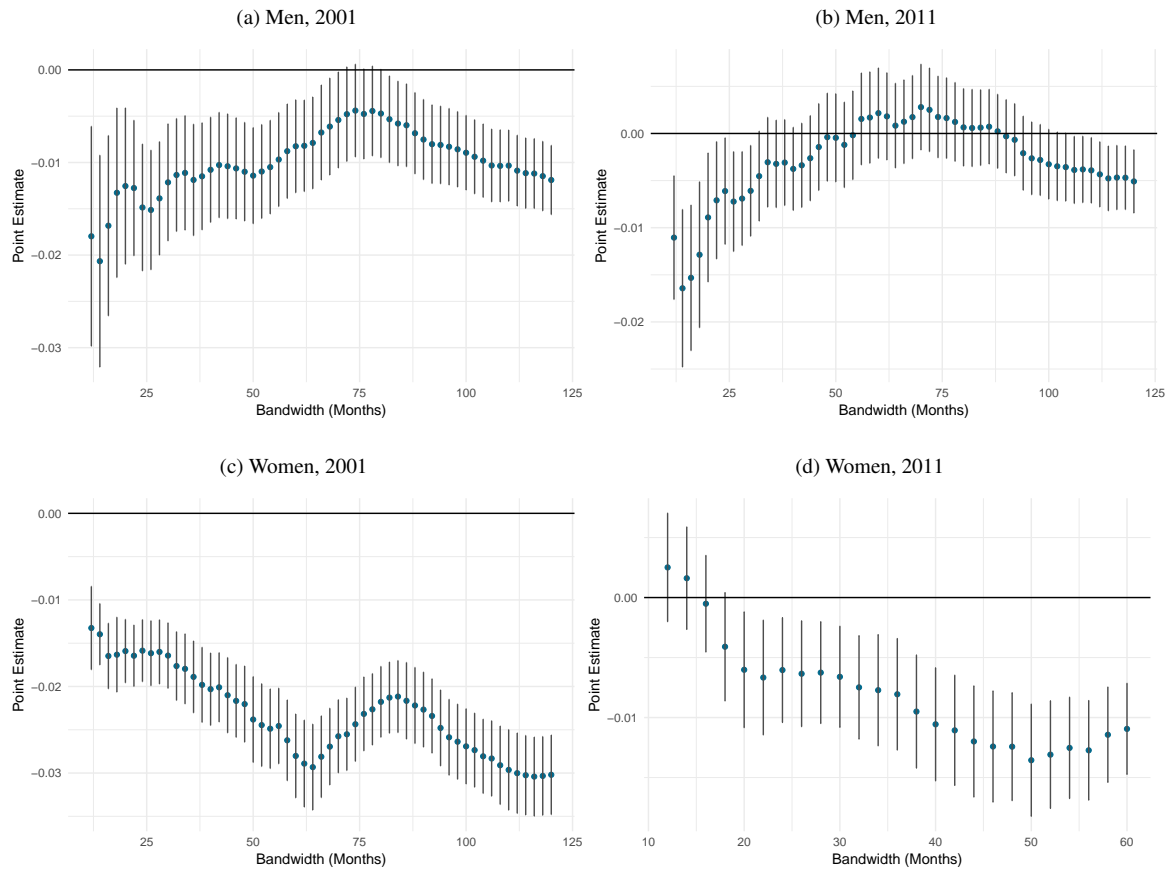 (a) Men, 2001
0.00
−0.01
−0.02
−0.03
Point Estimate
25 50 75 100 125
Bandwidth (Months)
(b) Men, 2011
0.00
−0.01
−0.02
Point Estimate
25 50 75 100 125
Bandwidth (Months)
(c) Women, 2001
0.00
−0.01
−0.02
−0.03
Point Estimate
25 50 75 100 125
Bandwidth (Months)
(d) Women, 2011
0.00
−0.01
Point Estimate
10 20 30 40 50 60
Bandwidth (Months)